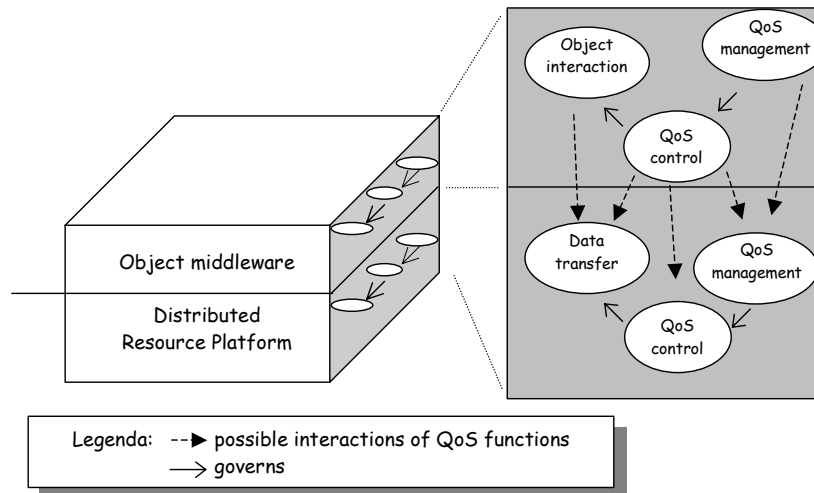 Object
interaction
QoS
management
QoS
control
Data
transfer
QoS
management
QoS
control
Object middleware
Distributed
Resource Platform
Legenda:
possible interactions of QoS functions
governs